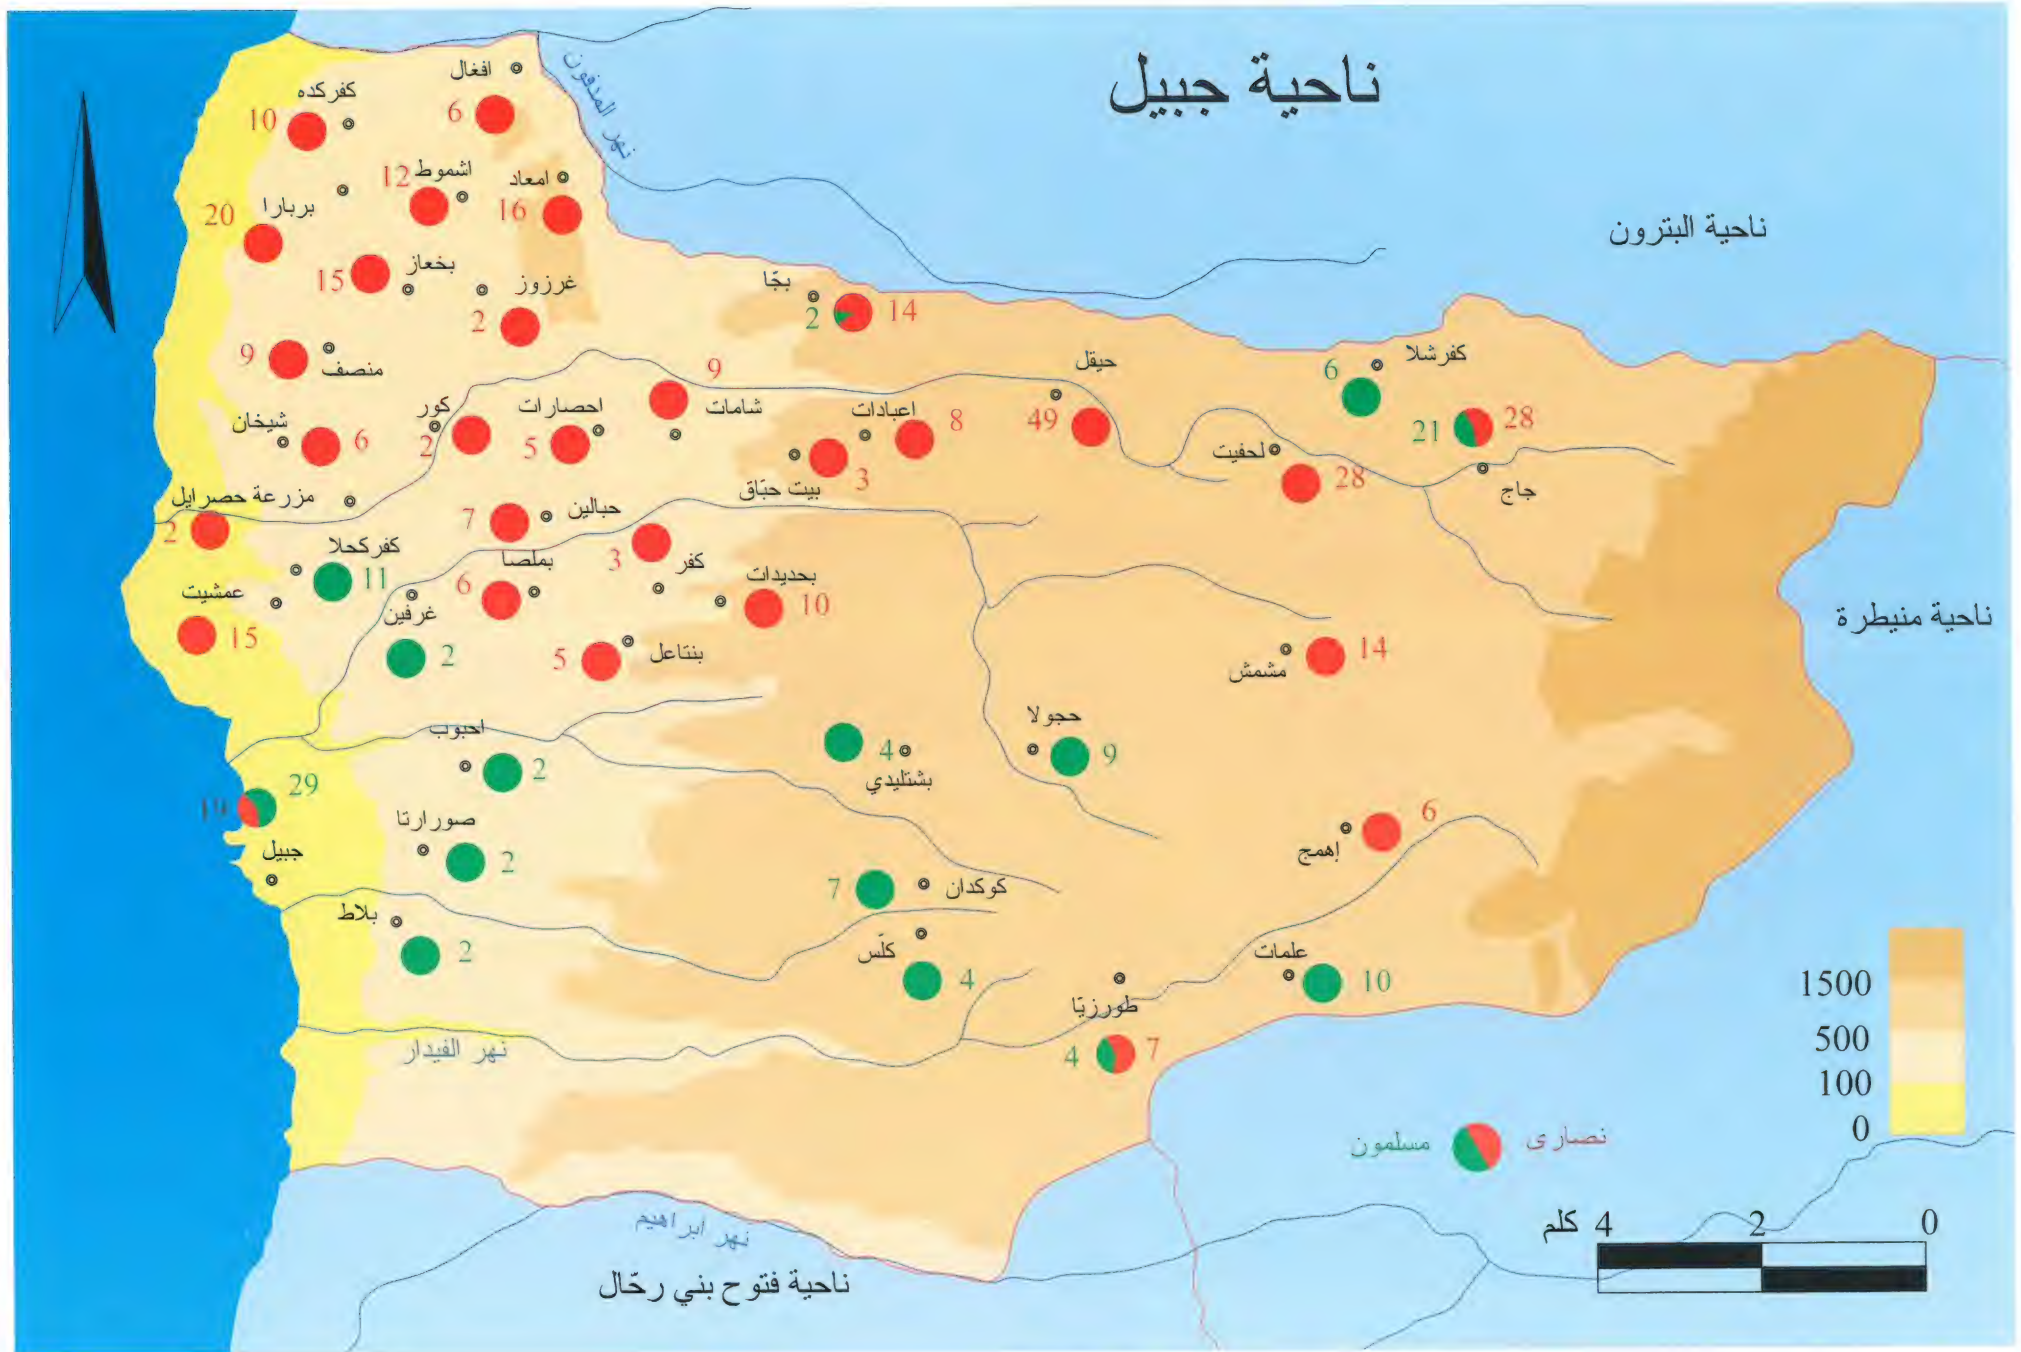 ناحية جبيل
افغال
6
نهر المدفون
كفركده
10
اشموط
12
امعاد
16
بربارا
20
ناحية البترون
بخعاز
15
غرزوز
2
بجّا
2
14
منصف
9
حيقل
49
كفرشلا
6
شامات
9
احصارات
5
كور
2
شيخان
6
اعبادات
8
بيت حبّاق
3
لحفيت
28
21
28
جاج
مزرعة حصرايل
2
حبالين
7
كفركحلا
11
بملصا
6
كفر
3
بحديدات
10
عمشيت
15
غرفين
2
بنتاعل
5
مشمش
14
ناحية منيطرة
احبوب
2
بشتليدي
4
حجولا
9
29
19
جبيل
صورارتا
2
إهمج
6
كوكدان
7
بلاط
2
كلّس
4
علمات
10
طورزيّا
4
7
نهر الفيدار
1500
500
100
0
نصارى
مسلمون
نهر ابراهيم
ناحية فتوح بني رحّال
0
2
4 كلم